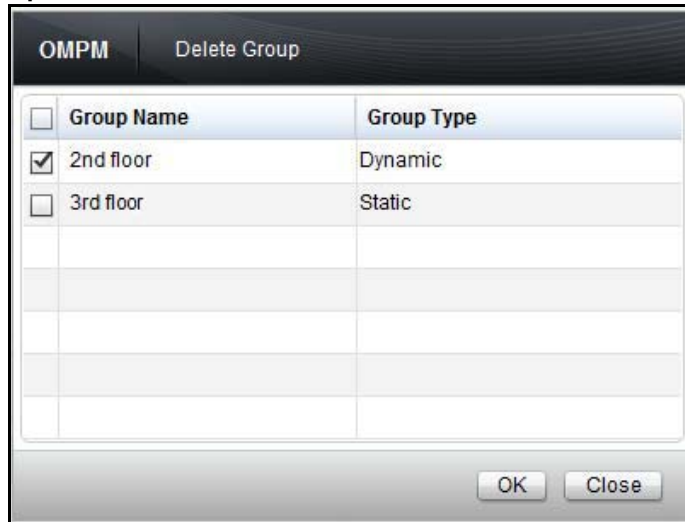 OMPM Delete Group
Group Name Group Type
2nd floor Dynamic
3rd floor Static
OK Close